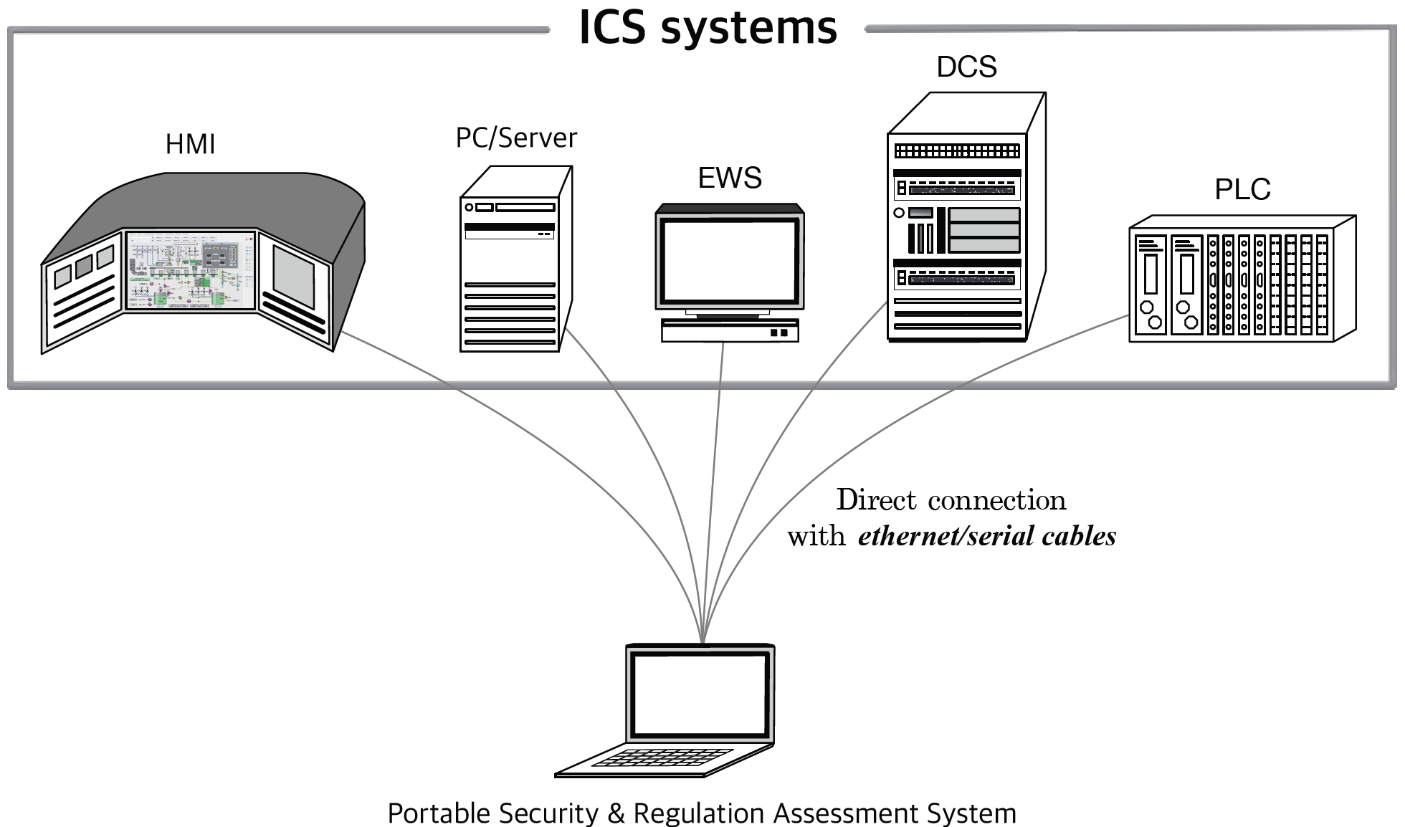 ICS systems
HMI
PC/Server
EWS
DCS
PLC
Direct connection
with ethernet/serial cables
Portable Security & Regulation Assessment System